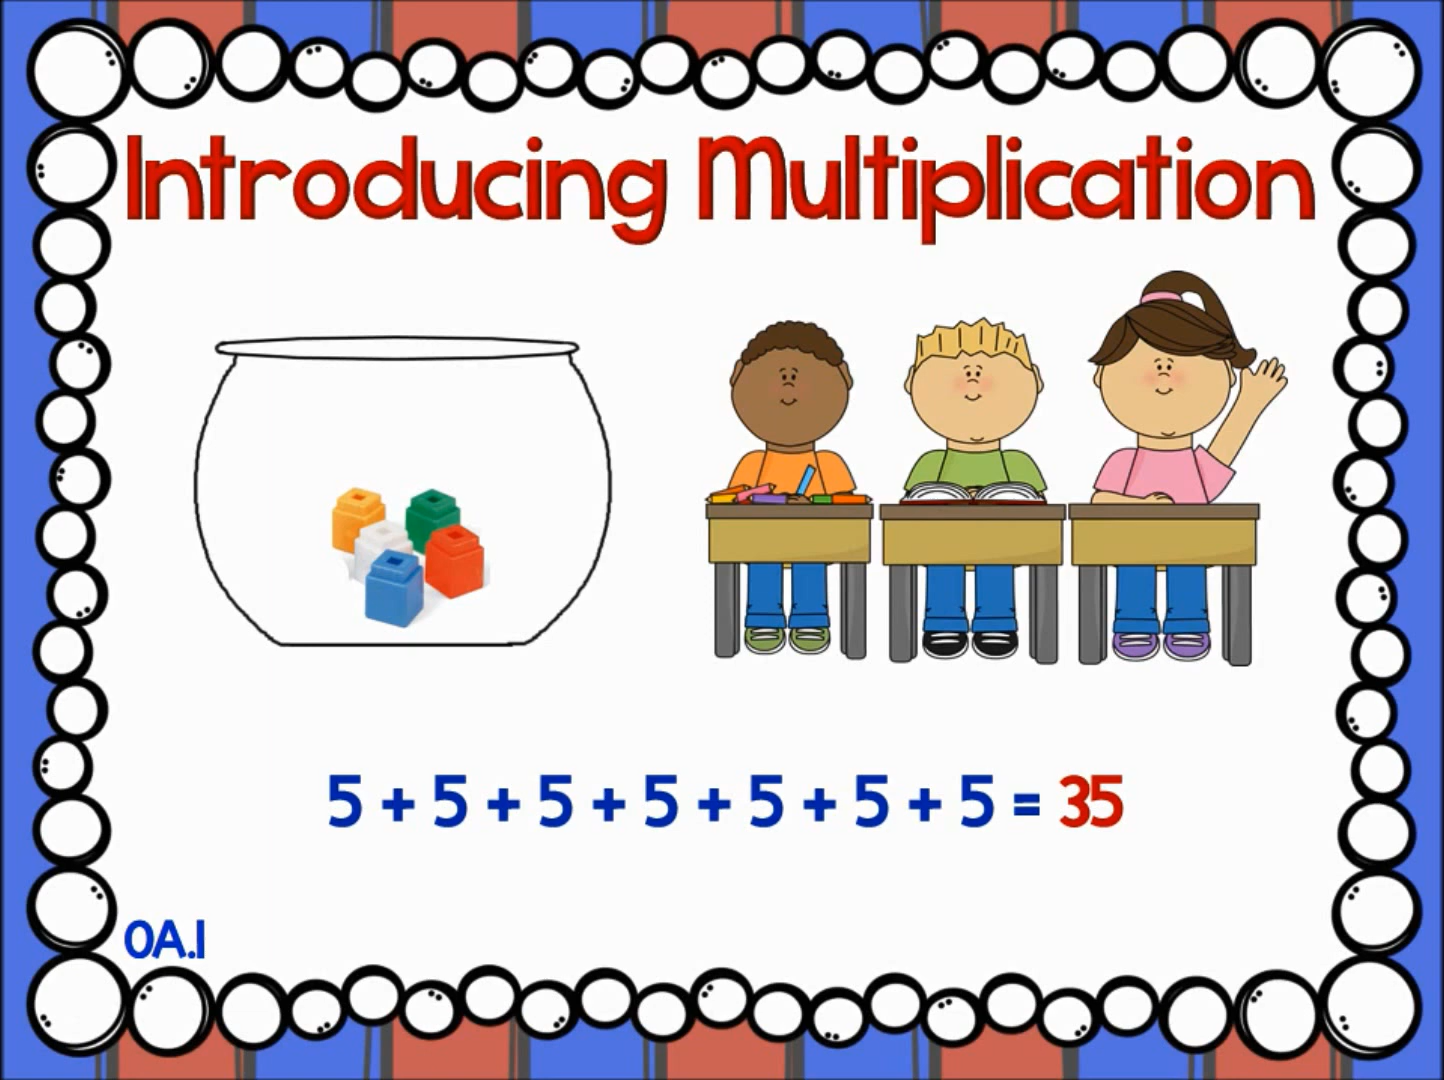 Introducing Multiplication
5 + 5 + 5 + 5 + 5 + 5 + 5 = 35
OA.1